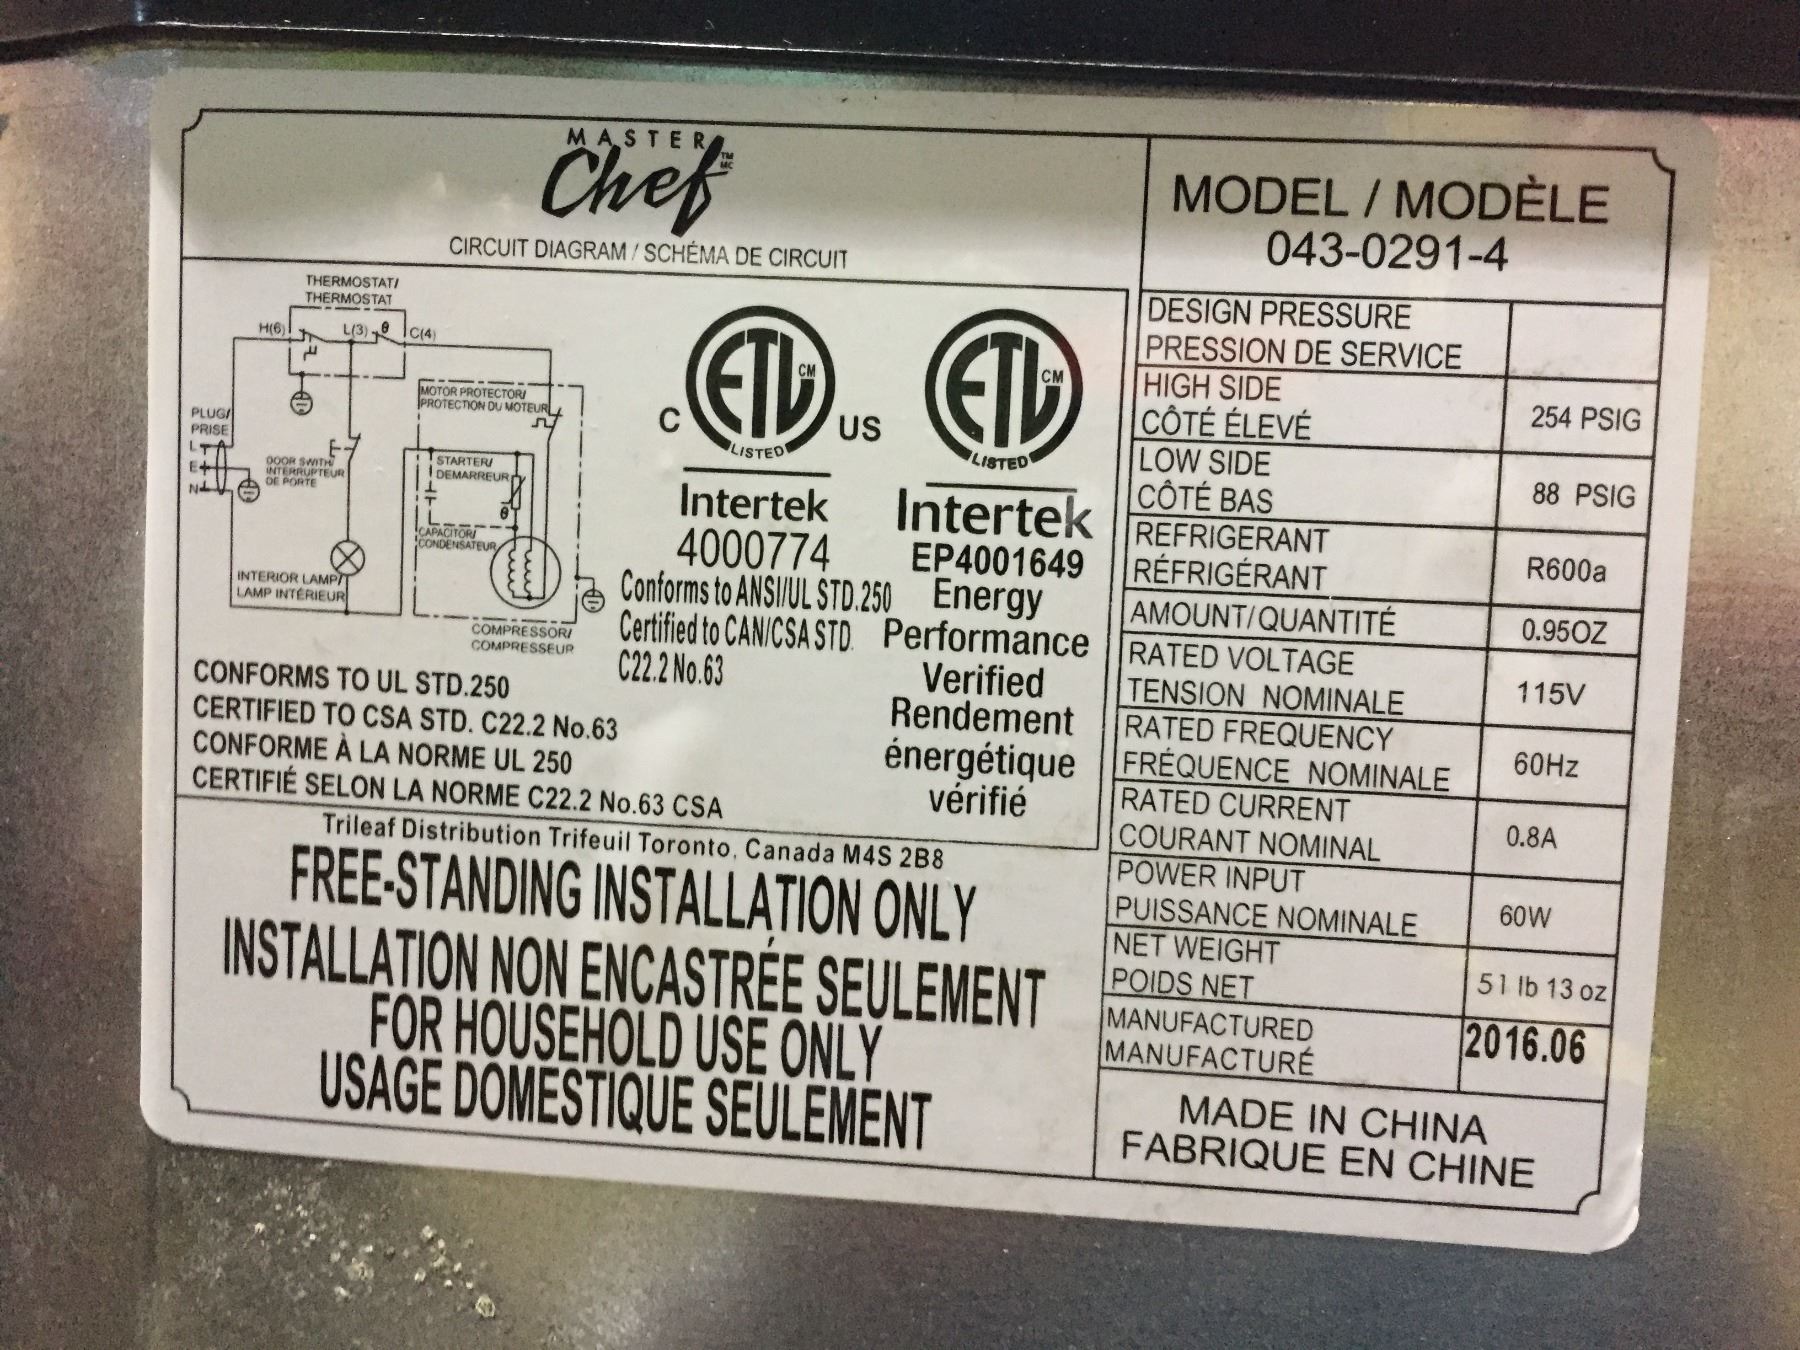 MASTER
Chef
TM
MC
CIRCUIT DIAGRAM / SCHÉMA DE CIRCUIT
THERMOSTAT/
THERMOSTAT
H(6)
L(3)
θ
C(4)
MOTOR PROTECTOR/
PROTECTION DU MOTEUR
PLUG/
PRISE
L
E
N
DOOR SWITH/
INTERRUPTEUR
DE PORTE
STARTER/
DEMARREUR
θ
CAPACITOR/
CONDENSATEUR
INTERIOR LAMP/
LAMP INTÉRIEUR
COMPRESSOR/
COMPRESSEUR
C
ETL
CM
LISTED
US
Intertek
4000774
Conforms to ANSI/UL STD.250
Certified to CAN/CSA STD.
C22.2 No.63
ETL
CM
LISTED
Intertek
EP4001649
Energy
Performance
Verified
Rendement
énergétique
vérifié
CONFORMS TO UL STD.250
CERTIFIED TO CSA STD. C22.2 No.63
CONFORME À LA NORME UL 250
CERTIFIÉ SELON LA NORME C22.2 No.63 CSA
Trileaf Distribution Trifeuil Toronto, Canada M4S 2B8
FREE-STANDING INSTALLATION ONLY
INSTALLATION NON ENCASTRÉE SEULEMENT
FOR HOUSEHOLD USE ONLY
USAGE DOMESTIQUE SEULEMENT
MODEL / MODÈLE
043-0291-4
DESIGN PRESSURE
PRESSION DE SERVICE
HIGH SIDE
CÔTÉ ÉLEVÉ
254 PSIG
LOW SIDE
CÔTÉ BAS
88 PSIG
REFRIGERANT
RÉFRIGÉRANT
R600a
AMOUNT/QUANTITÉ
0.95OZ
RATED VOLTAGE
TENSION NOMINALE
115V
RATED FREQUENCY
FRÉQUENCE NOMINALE
60Hz
RATED CURRENT
COURANT NOMINAL
0.8A
POWER INPUT
PUISSANCE NOMINALE
60W
NET WEIGHT
POIDS NET
51 lb 13 oz
MANUFACTURED
MANUFACTURÉ
2016.06
MADE IN CHINA
FABRIQUE EN CHINE